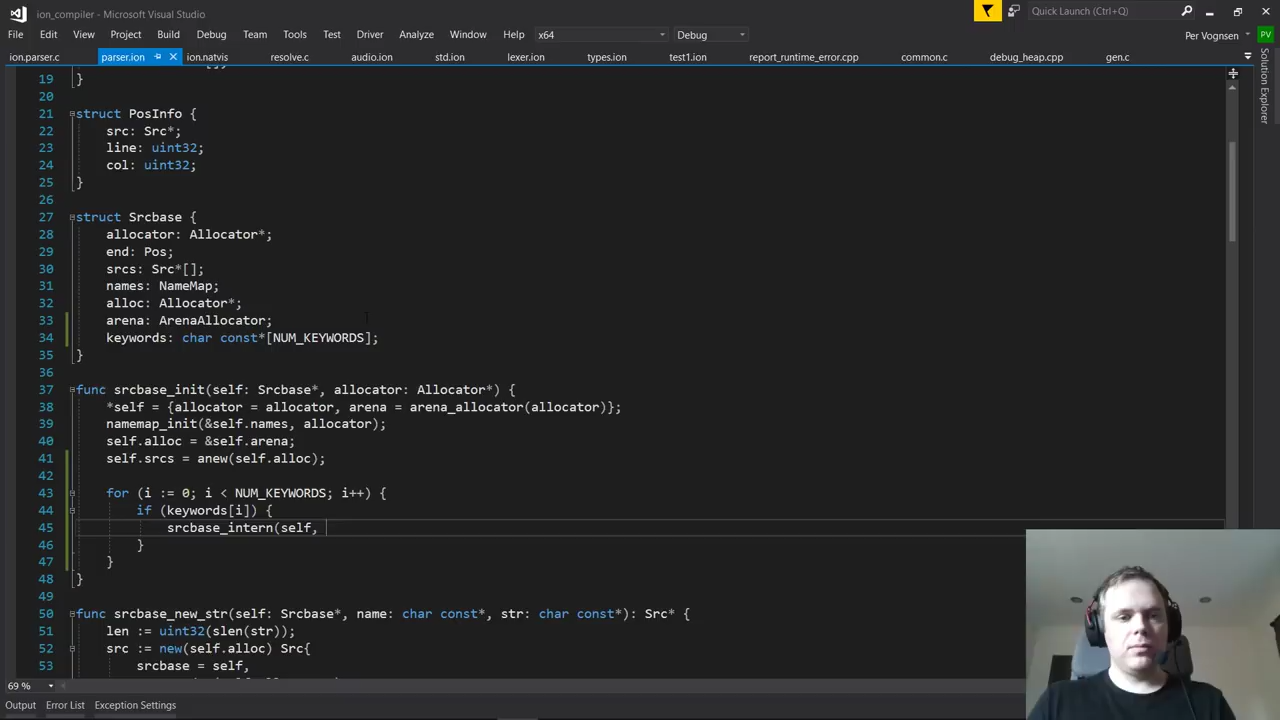 ion_compiler - Microsoft Visual Studio
Quick Launch (Ctrl+Q)
File Edit View Project Build Debug Team Tools Test Driver Analyze Window Help x64 Debug
Per Vognsen PV
ion.parser.c parser.ion ion.natvis resolve.c audio.ion std.ion lexer.ion types.ion test1.ion report_runtime_error.cpp common.c debug_heap.cpp gen.c
Solution Explorer
19 }
20
21 struct PosInfo {
22 src: Src*;
23 line: uint32;
24 col: uint32;
25 }
26
27 struct Srcbase {
28 allocator: Allocator*;
29 end: Pos;
30 srcs: Src*[];
31 names: NameMap;
32 alloc: Allocator*;
33 arena: ArenaAllocator;
34 keywords: char const*[NUM_KEYWORDS];
35 }
36
37 func srcbase_init(self: Srcbase*, allocator: Allocator*) {
38 *self = {allocator = allocator, arena = arena_allocator(allocator)};
39 namemap_init(&self.names, allocator);
40 self.alloc = &self.arena;
41 self.srcs = anew(self.alloc);
42
43 for (i := 0; i < NUM_KEYWORDS; i++) {
44 if (keywords[i]) {
45 srcbase_intern(self,
46 }
47 }
48 }
49
50 func srcbase_new_str(self: Srcbase*, name: char const*, str: char const*): Src* {
51 len := uint32(slen(str));
52 src := new(self.alloc) Src{
53 srcbase = self,
69 %
Output Error List Exception Settings